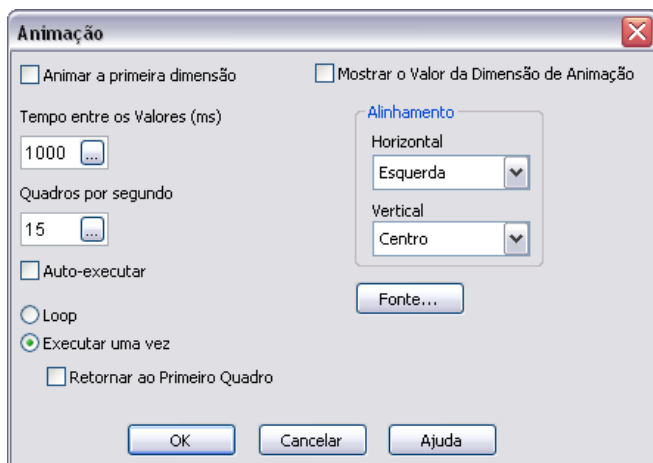 Animação
Animar a primeira dimensão
Mostrar o Valor da Dimensão de Animação
Tempo entre os Valores (ms)
1000 ...
Quadros por segundo
15 ...
Auto-executar
Loop
Executar uma vez
Retornar ao Primeiro Quadro
Alinhamento
Horizontal
Esquerda
Vertical
Centro
Fonte...
OK Cancelar Ajuda